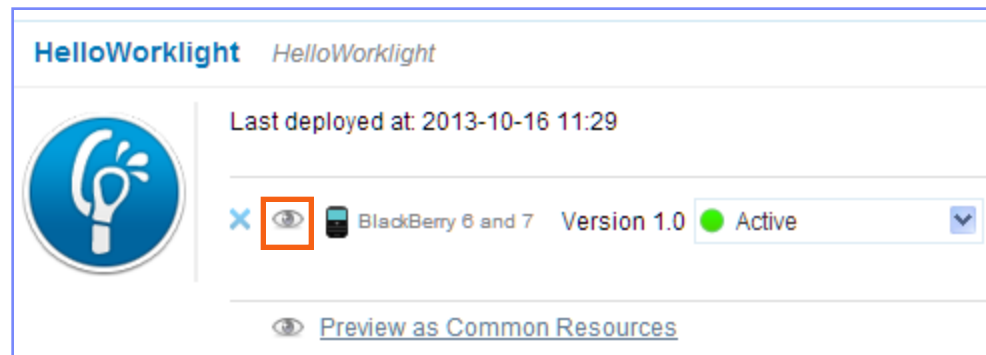 HelloWorklight HelloWorklight
Last deployed at: 2013-10-16 11:29
BlackBerry 6 and 7 Version 1.0 Active
Preview as Common Resources